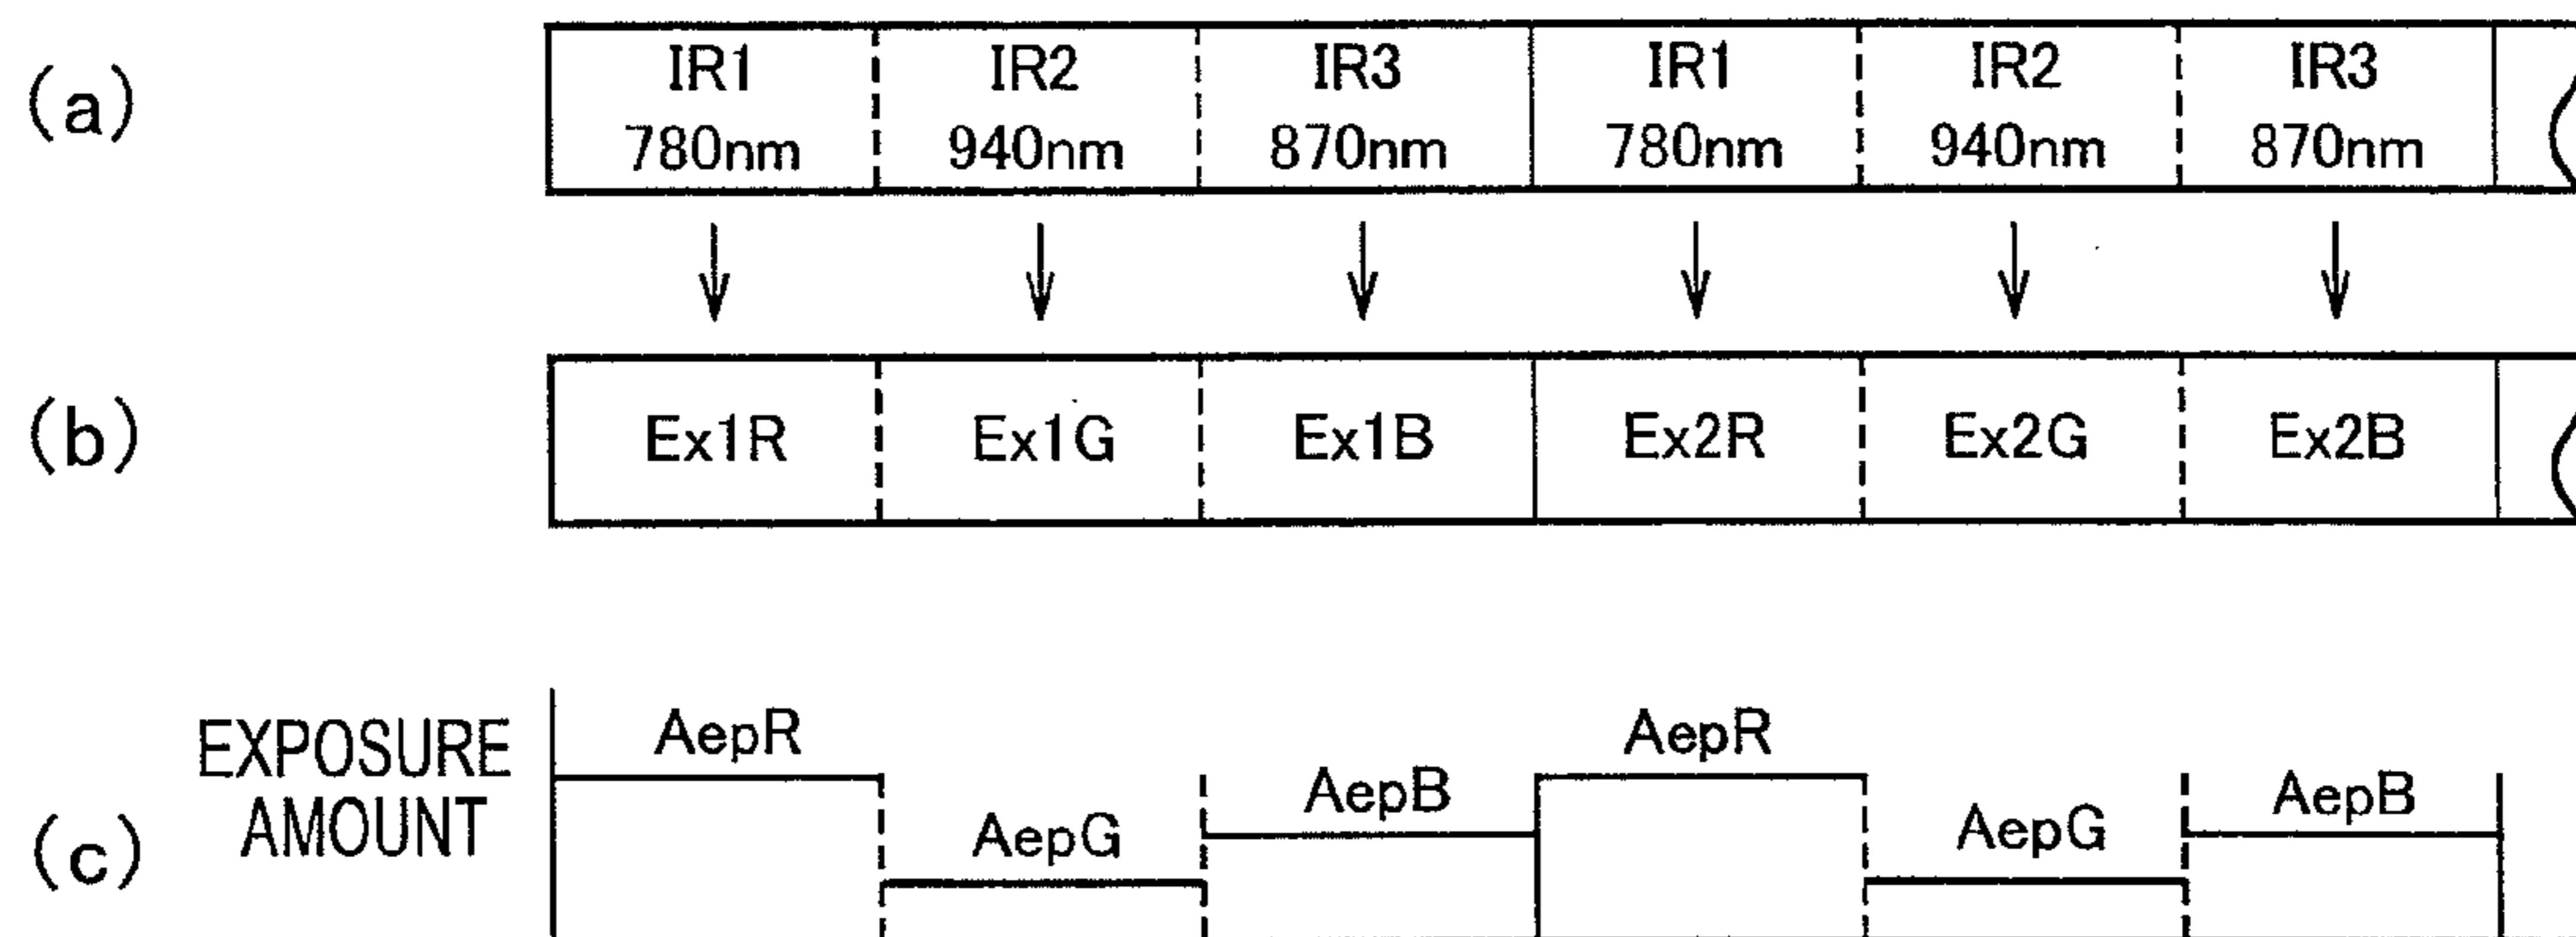 (a) IR1 IR2 IR3 IR1 IR2 IR3
780nm 940nm 870nm 780nm 940nm 870nm
(b) Ex1R Ex1G Ex1B Ex2R Ex2G Ex2B
(c) EXPOSURE AMOUNT
AepR AepG AepB AepR AepG AepB